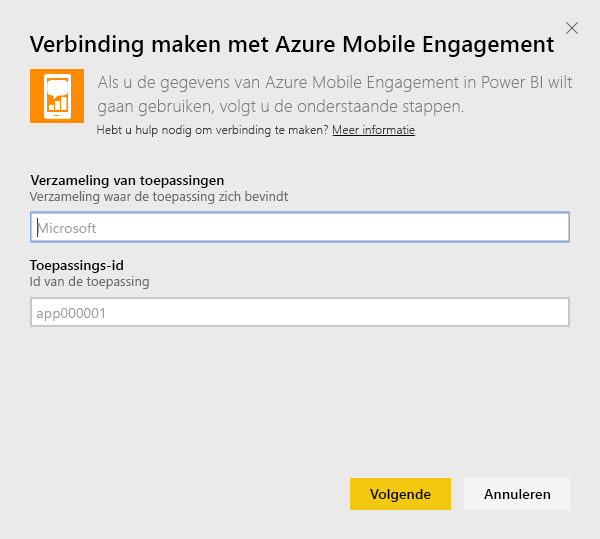 Verbinding maken met Azure Mobile Engagement
Als u de gegevens van Azure Mobile Engagement in Power BI wilt
gaan gebruiken, volgt u de onderstaande stappen.
Hebt u hulp nodig om verbinding te maken? Meer informatie
Verzameling van toepassingen
Verzameling waar de toepassing zich bevindt
Microsoft
Toepassings-id
Id van de toepassing
app000001
Volgende Annuleren